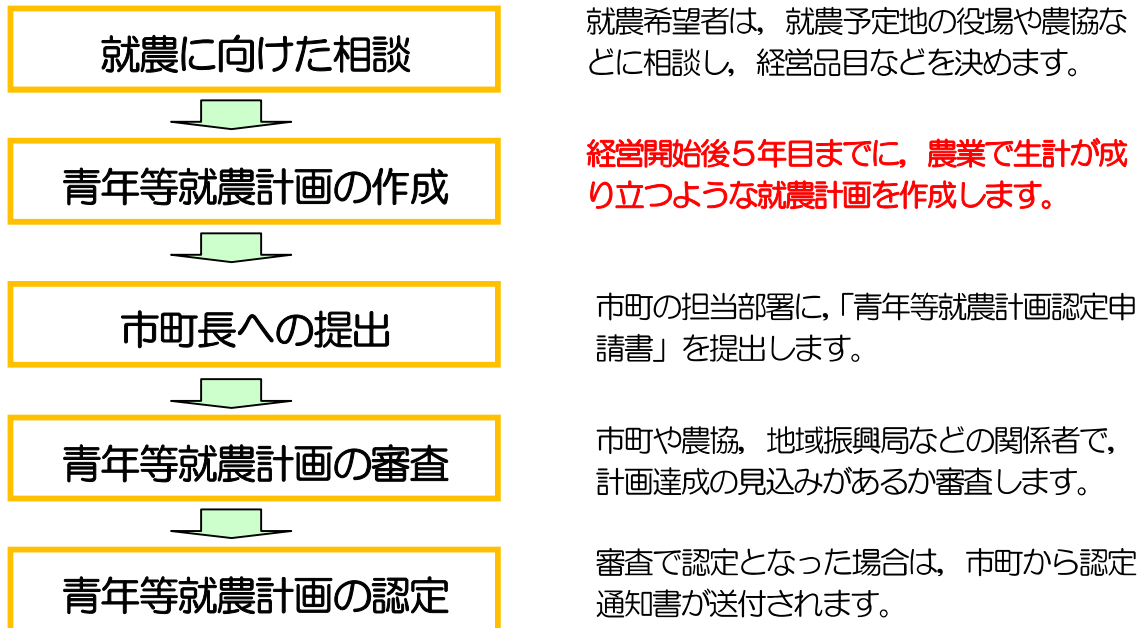 就農に向けた相談
就農希望者は，就農予定地の役場や農協な
どに相談し，経営品目などを決めます。
青年等就農計画の作成
経営開始後５年目までに，農業で生計が成
り立つような就農計画を作成します。
市町長への提出
市町の担当部署に，「青年等就農計画認定申
請書」を提出します。
青年等就農計画の審査
市町や農協，地域振興局などの関係者で，
計画達成の見込みがあるか審査します。
青年等就農計画の認定
審査で認定となった場合は，市町から認定
通知書が送付されます。